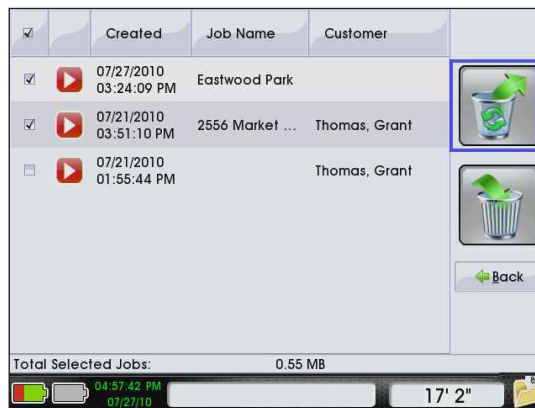 Created Job Name Customer
07/27/2010
03:24:09 PM
Eastwood Park
07/21/2010
03:51:10 PM
2556 Market ... Thomas, Grant
07/21/2010
01:55:44 PM
Thomas, Grant
Back
Total Selected Jobs: 0.55 MB
04:57:42 PM
07/27/10
17' 2"